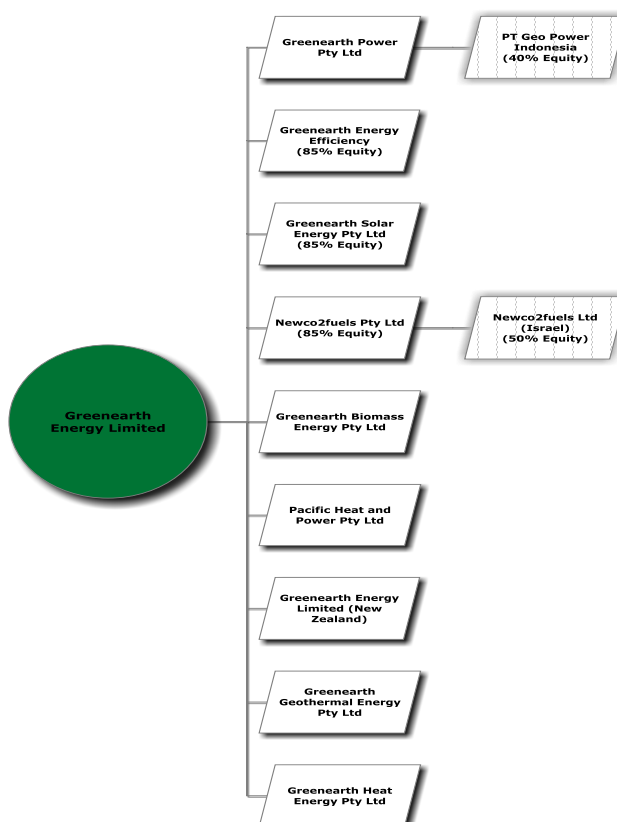 Greenearth Power
Pty Ltd
PT Geo Power
Indonesia
(40% Equity)
Greenearth Energy
Efficiency
(85% Equity)
Greenearth Solar
Energy Pty Ltd
(85% Equity)
Newco2fuels Pty Ltd
(85% Equity)
Newco2fuels Ltd
(Israel)
(50% Equity)
Greenearth
Energy Limited
Greenearth Biomass
Energy Pty Ltd
Pacific Heat and
Power Pty Ltd
Greenearth Energy
Limited (New
Zealand)
Greenearth
Geothermal Energy
Pty Ltd
Greenearth Heat
Energy Pty Ltd